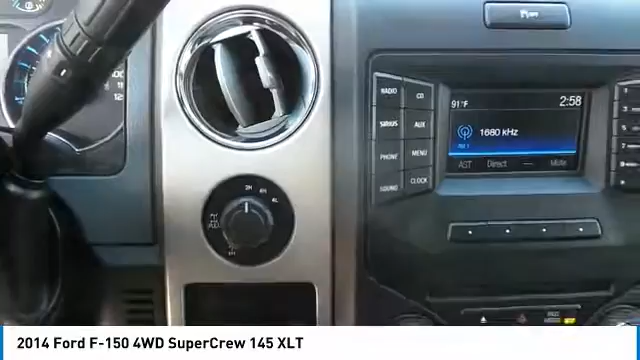 RADIO
CD
SIRIUS
AUX
PHONE
MENU
SOUND
CLOCK
91°F
2:58
1680 kHz
AST
Direct
Mute
2H
4H
4L
2014 Ford F-150 4WD SuperCrew 145 XLT